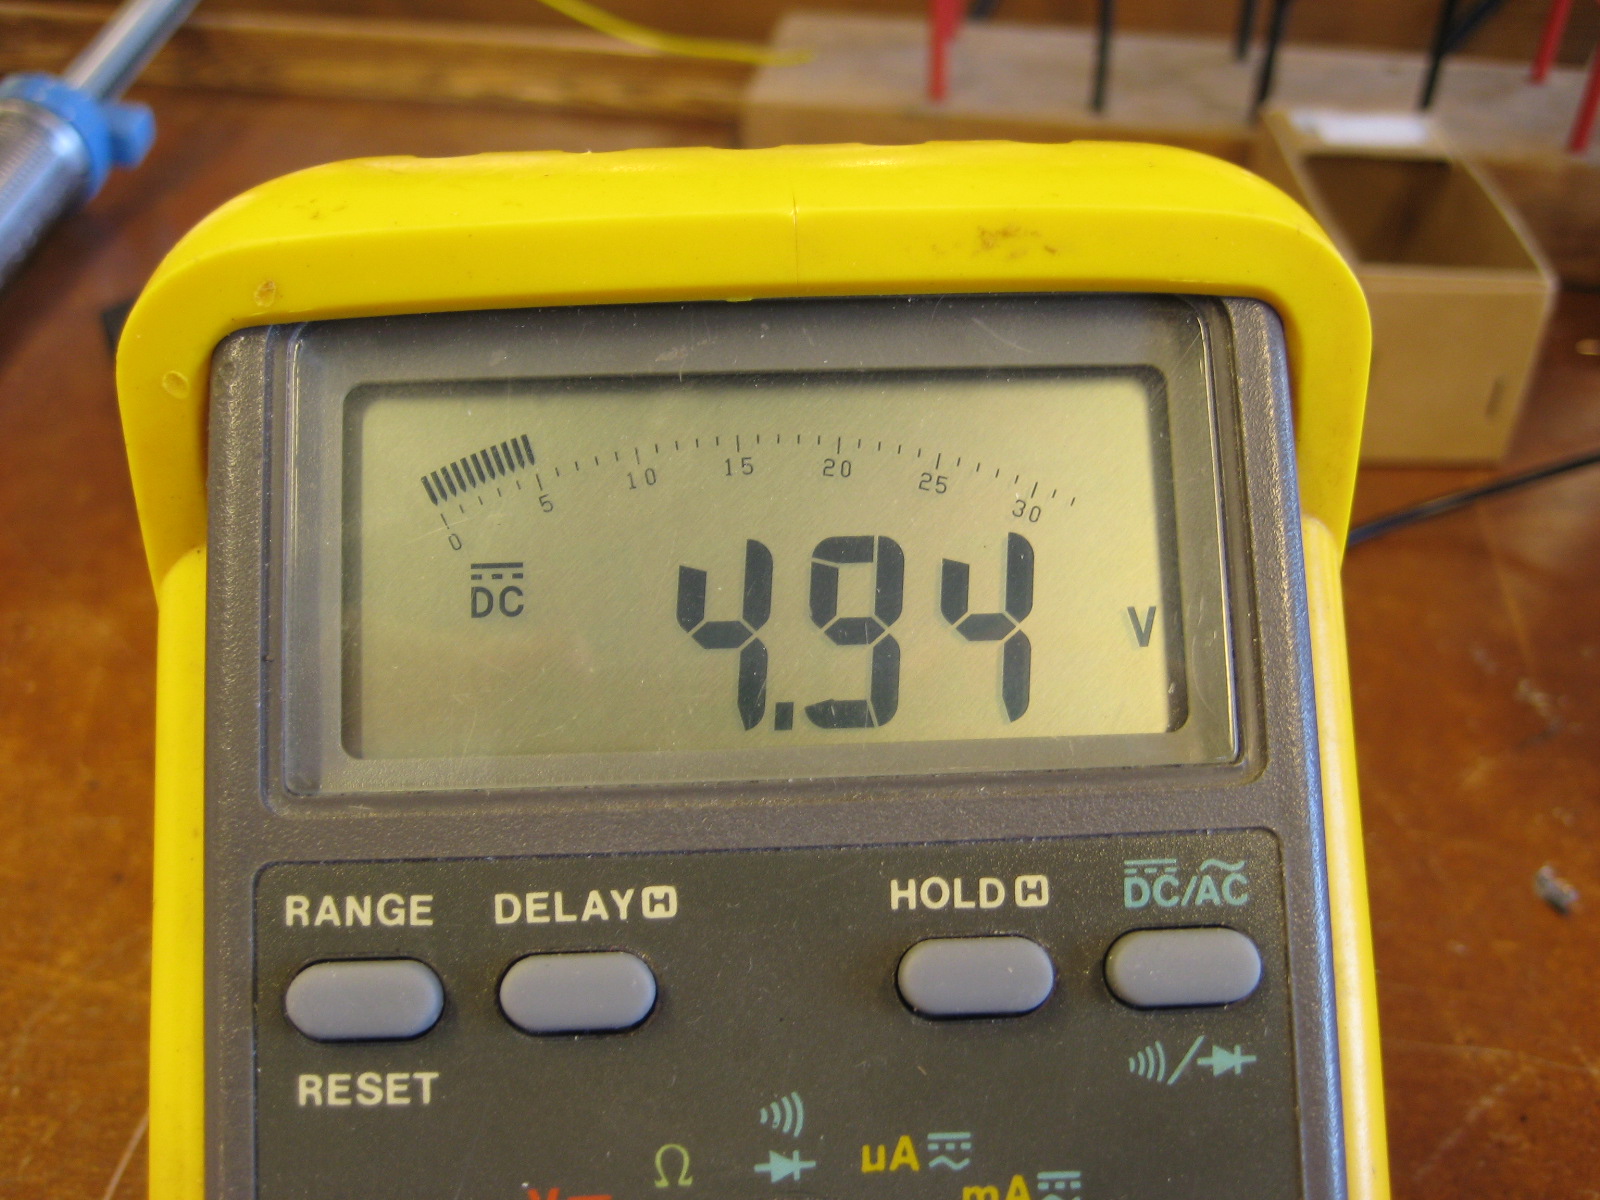 0 5 10 15 20 25 30
DC 4.94 V
RANGE DELAY H HOLD H DC/AC
RESET
Ω µA
V mA